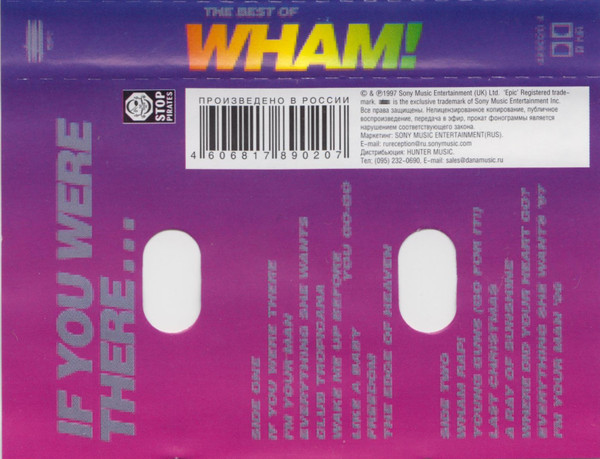 THE BEST OF
WHAM!
STOP
PIRATES
ПРОИЗВЕДЕНО В РОССИИ
4 606817 890207
© & ℗1997 Sony Music Entertainment (UK) Ltd. 'Epic' Registered trade-
mark. is the exclusive trademark of Sony Music Entertainment Inc.
Все права защищены. Нелицензированное копирование, публичное
воспроизведение, передача в эфир, прокат фонограммы является
нарушением соответствующего закона.
Маркетинг: SONY MUSIC ENTERTAINMENT(RUS).
E-mail: rureception@ru.sonymusic.com
Дистрибьюция: HUNTER MUSIC.
Тел: (095) 232-0690, E-mail: sales@danamusic.ru
IF YOU WERE
THERE...
SIDE ONE
IF YOU WERE THERE
I'M YOUR MAN
EVERYTHING SHE WANTS
CLUB TROPICANA
WAKE ME UP BEFORE
YOU GO-GO
LIKE A BABY
FREEDOM
THE EDGE OF HEAVEN
SIDE TWO
WHAM RAP!
YOUNG GUNS (GO FOR IT!)
LAST CHRISTMAS
A RAY OF SUNSHINE
WHERE DID YOUR HEART GO?
EVERYTHING SHE WANTS '97
I'M YOUR MAN '96